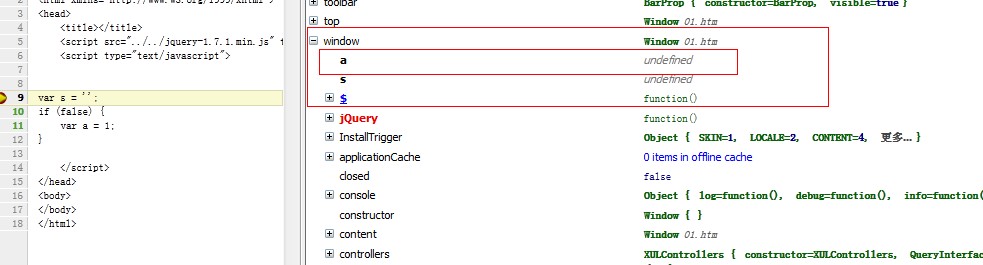 2 <html xmlns="http://www.w3.org/1999/xhtml">
3 <head>
4 <title></title>
5 <script src="../../jquery-1.7.1.min.js" t
6 <script type="text/javascript">
7
8
9 var s = '';
10 if (false) {
11 var a = 1;
12 }
13
14 </script>
15 </head>
16 <body>
17 </body>
18 </html>
toolbar BarProp { constructor=BarProp, visible=true }
top Window 01.htm
window Window 01.htm
a undefined
s undefined
$ function()
jQuery function()
InstallTrigger Object { SKIN=1, LOCALE=2, CONTENT=4, 更多... }
applicationCache 0 items in offline cache
closed false
console Object { log=function(), debug=function(), info=function(
constructor Window { }
content Window 01.htm
controllers XULControllers { constructor=XULControllers, QueryInterfac